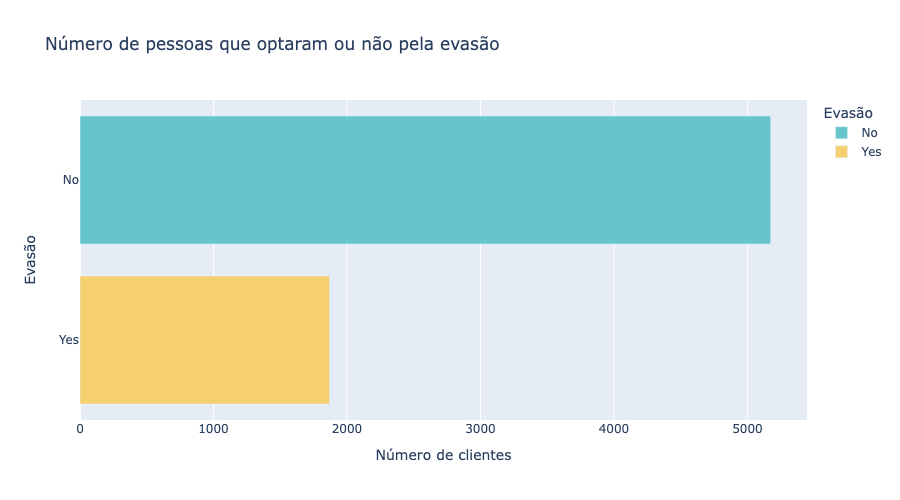 Número de pessoas que optaram ou não pela evasão
Evasão
No
Yes
No
Yes
Evasão
0 1000 2000 3000 4000 5000
Número de clientes